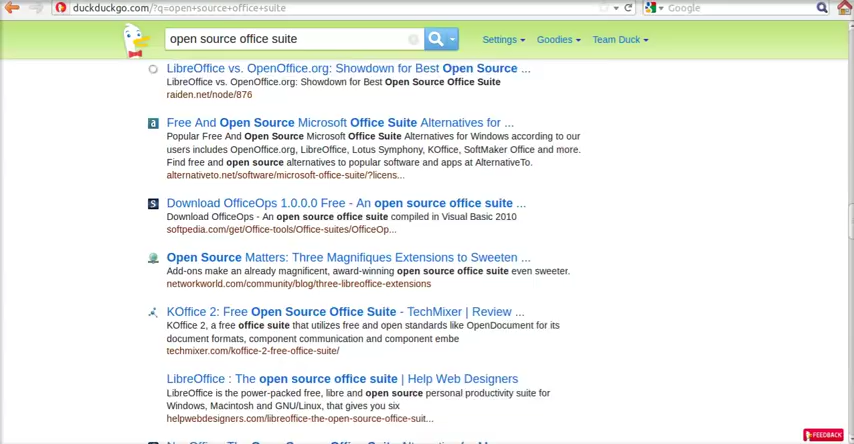 duckduckgo.com/?q=open+source+office+suite
Google
open source office suite
Settings
Goodies
Team Duck
LibreOffice vs. OpenOffice.org: Showdown for Best Open Source ...
LibreOffice vs. OpenOffice.org: Showdown for Best Open Source Office Suite
raiden.net/node/876
Free And Open Source Microsoft Office Suite Alternatives for ...
Popular Free And Open Source Microsoft Office Suite Alternatives for Windows according to our
users includes OpenOffice.org, LibreOffice, Lotus Symphony, KOffice, SoftMaker Office and more.
Find free and open source alternatives to popular software and apps at AlternativeTo.
alternativeto.net/software/microsoft-office-suite/?licens...
Download OfficeOps 1.0.0.0 Free - An open source office suite ...
Download OfficeOps - An open source office suite compiled in Visual Basic 2010
softpedia.com/get/Office-tools/Office-suites/OfficeOp...
Open Source Matters: Three Magnifiques Extensions to Sweeten ...
Add-ons make an already magnificent, award-winning open source office suite even sweeter.
networkworld.com/community/blog/three-libreoffice-extensions
KOffice 2: Free Open Source Office Suite - TechMixer | Review ...
KOffice 2, a free office suite that utilizes free and open standards like OpenDocument for its
document formats, component communication and component embe
techmixer.com/koffice-2-free-office-suite/
LibreOffice : The open source office suite | Help Web Designers
LibreOffice is the power-packed free, libre and open source personal productivity suite for
Windows, Macintosh and GNU/Linux, that gives you six
helpwebdesigners.com/libreoffice-the-open-source-office-suit...
FEEDBACK